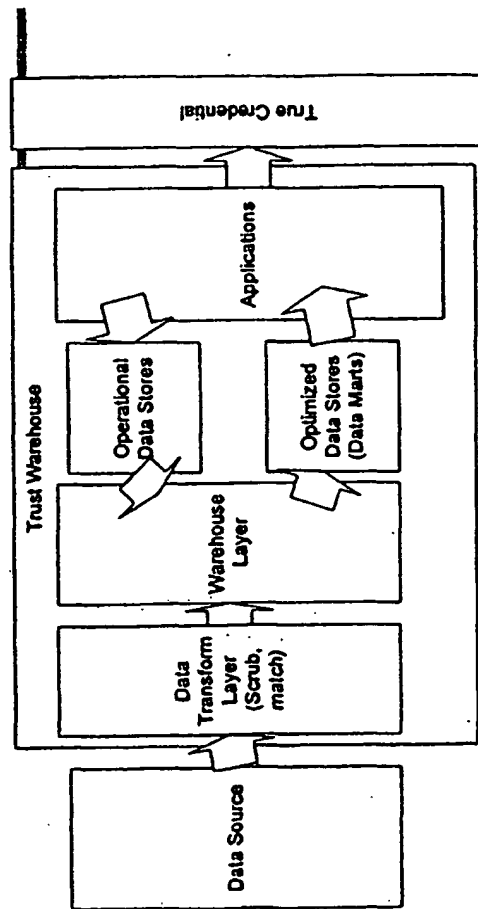 Trust Warehouse
Data Source
Data
Transform
Layer
(Scrub,
match)
Warehouse
Layer
Operational
Data Stores
Optimized
Data Stores
(Data Marts)
Applications
True Credential